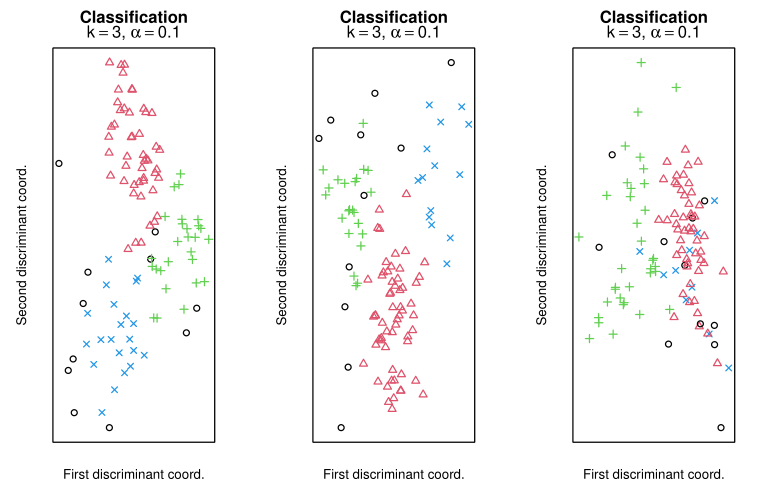 Classification
k = 3, α = 0.1
Second discriminant coord.
First discriminant coord.
Classification
k = 3, α = 0.1
Second discriminant coord.
First discriminant coord.
Classification
k = 3, α = 0.1
Second discriminant coord.
First discriminant coord.